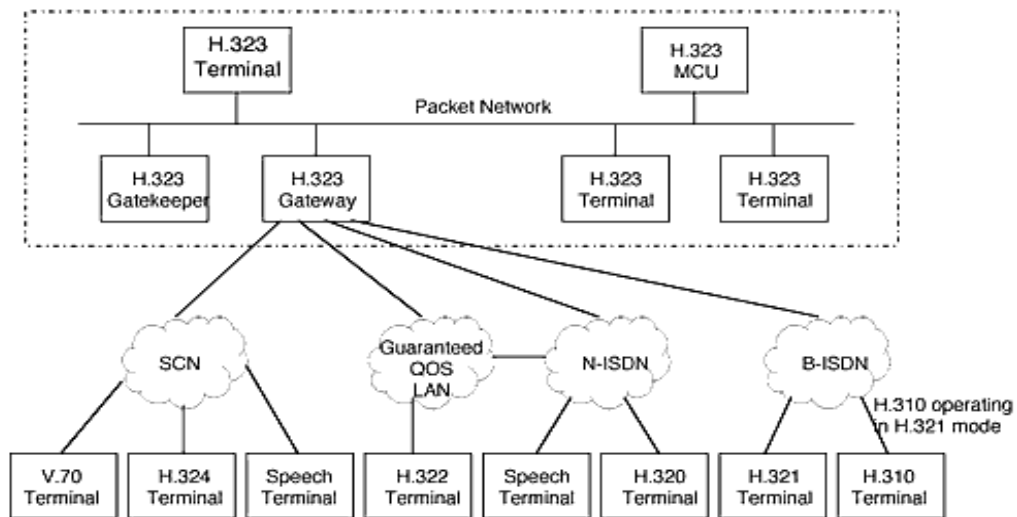 H.323
Terminal
H.323
MCU
Packet Network
H.323
Gatekeeper
H.323
Gateway
H.323
Terminal
H.323
Terminal
SCN
Guaranteed
QOS
LAN
N-ISDN
B-ISDN
H.310 operating
in H.321 mode
V.70
Terminal
H.324
Terminal
Speech
Terminal
H.322
Terminal
Speech
Terminal
H.320
Terminal
H.321
Terminal
H.310
Terminal